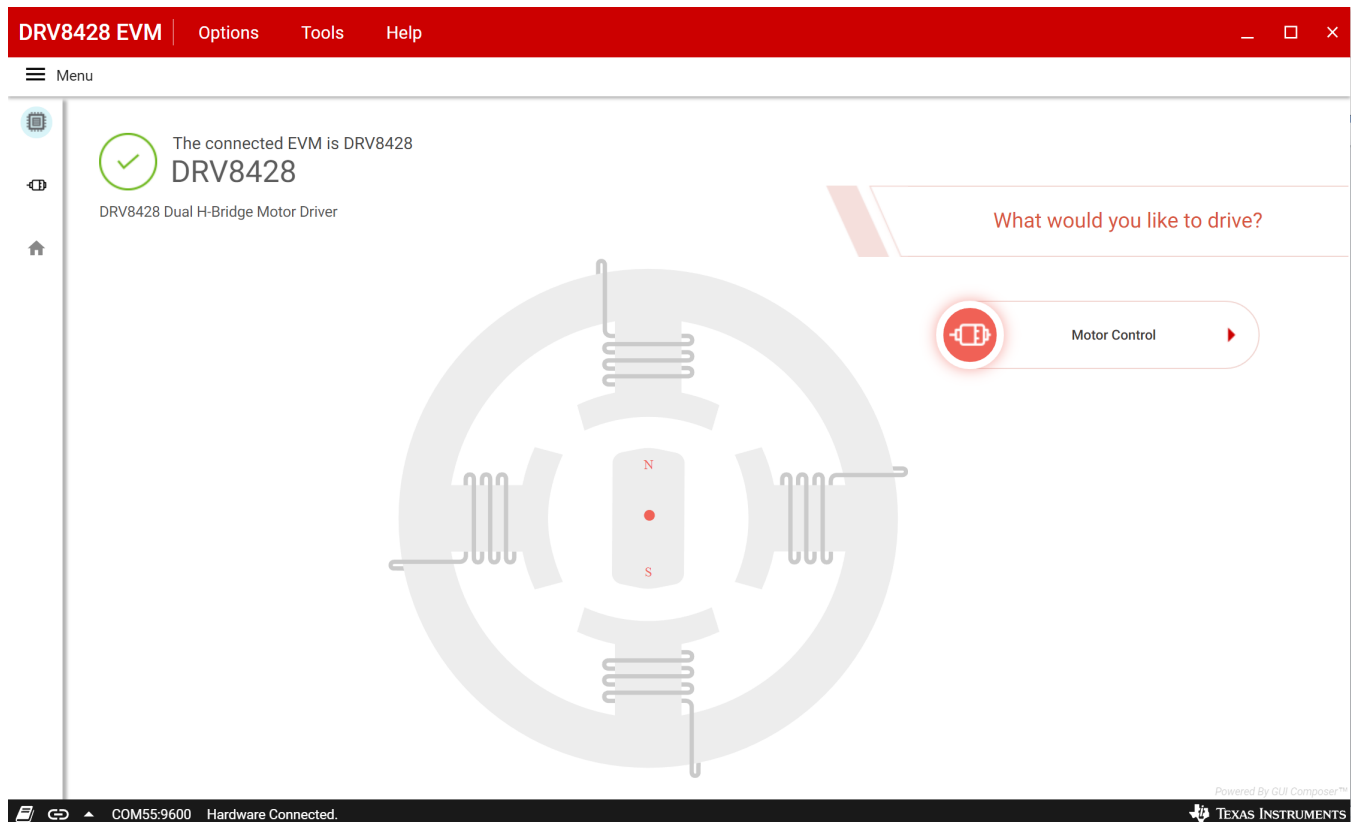 DRV8428 EVM Options Tools Help
Menu
The connected EVM is DRV8428
DRV8428
DRV8428 Dual H-Bridge Motor Driver
What would you like to drive?
Motor Control
N
S
Powered By GUI Composer™
COM55:9600 Hardware Connected.
TEXAS INSTRUMENTS